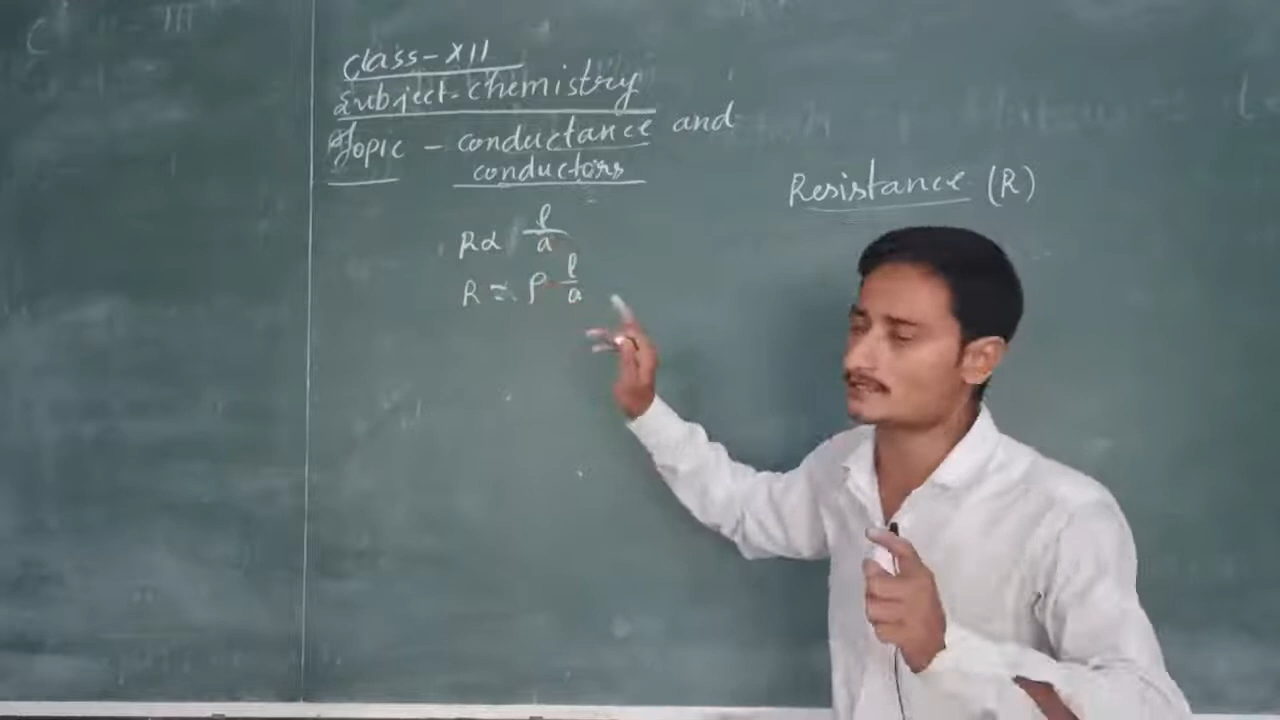 Class-XII
Subject-chemistry
Topic - conductance and
conductors
Resistance (R)
R∝ l/a
R = ρ l/a